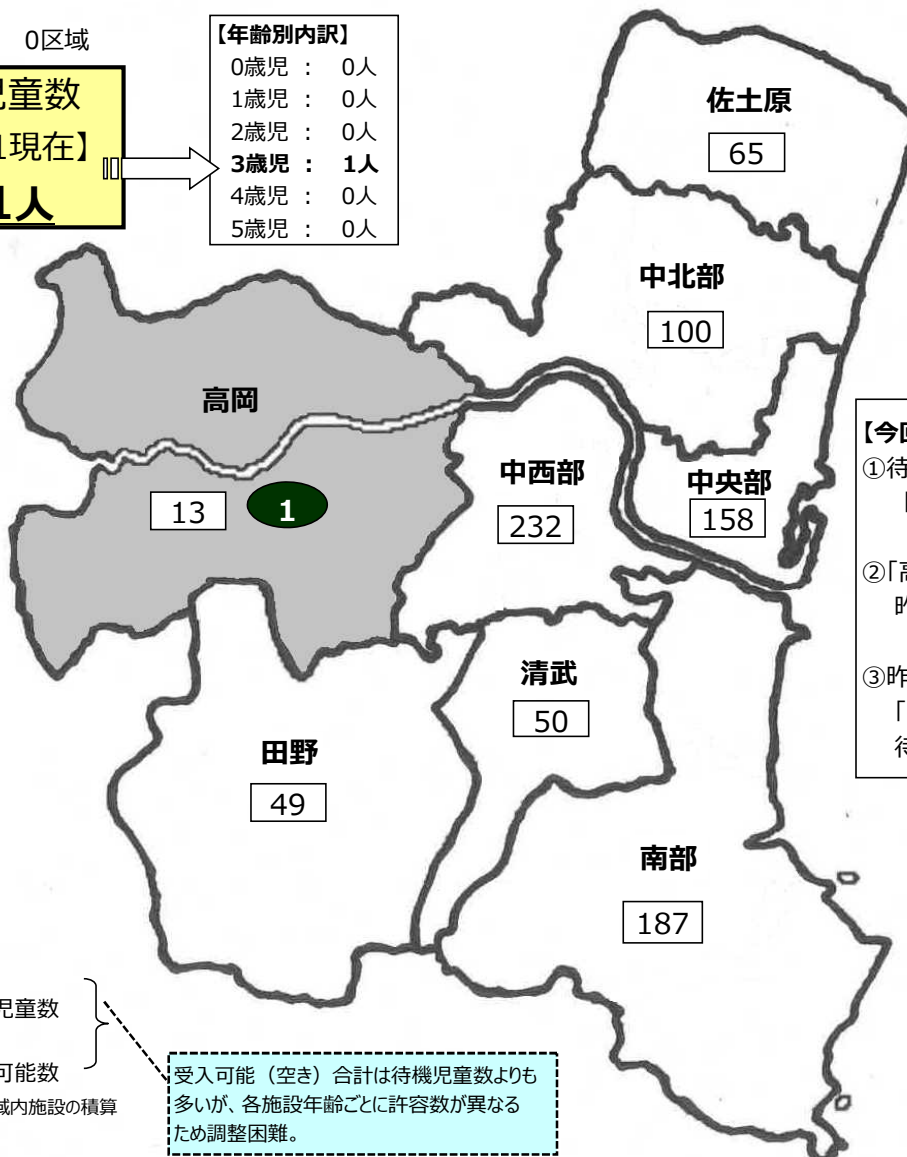 0区域
児童数
1現在】
1人
【年齢別内訳】
0歳児 : 0人
1歳児 : 0人
2歳児 : 0人
3歳児 : 1人
4歳児 : 0人
5歳児 : 0人
佐土原
65
中北部
100
高岡
13
1
中西部
232
中央部
158
【今回
①待
②「高
昨
③昨
「
待
清武
50
田野
49
南部
187
児童数
可能数
域内施設の積算
受入可能(空き)合計は待機児童数よりも
多いが、各施設年齢ごとに許容数が異なる
ため調整困難。